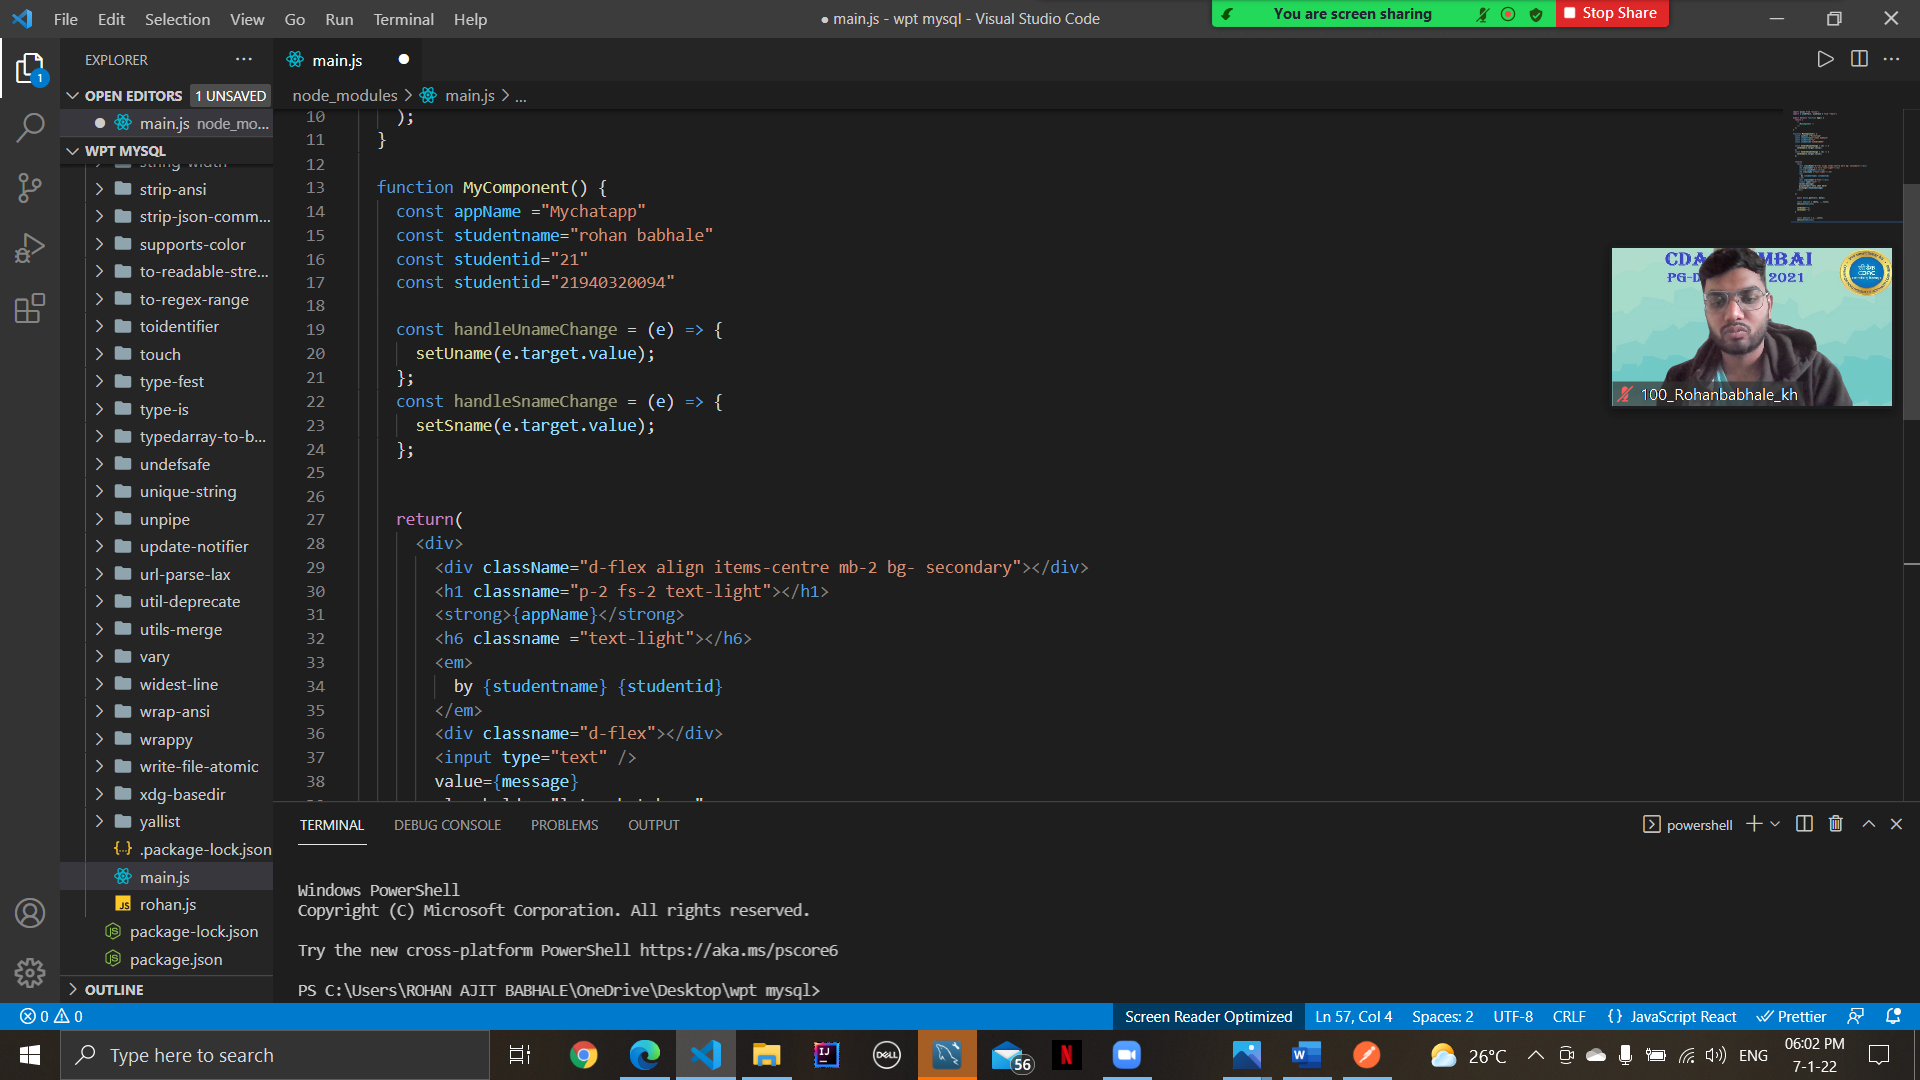 File Edit Selection View Go Run Terminal Help
● main.js - wpt mysql - Visual Studio Code
You are screen sharing
Stop Share
EXPLORER
OPEN EDITORS 1 UNSAVED
main.js node_mo...
WPT MYSQL
string-width
strip-ansi
strip-json-comm...
supports-color
to-readable-stre...
to-regex-range
toidentifier
touch
type-fest
type-is
typedarray-to-b...
undefsafe
unique-string
unpipe
update-notifier
url-parse-lax
util-deprecate
utils-merge
vary
widest-line
wrap-ansi
wrappy
write-file-atomic
xdg-basedir
yallist
.package-lock.json
main.js
rohan.js
package-lock.json
package.json
OUTLINE
main.js
node_modules > main.js > ...
10 );
11 }
12
13 function MyComponent() {
14 const appName ="Mychatapp"
15 const studentname="rohan babhale"
16 const studentid="21"
17 const studentid="21940320094"
18
19 const handleUnameChange = (e) => {
20 setUname(e.target.value);
21 };
22 const handleSnameChange = (e) => {
23 setSname(e.target.value);
24 };
25
26
27 return(
28 <div>
29 <div className="d-flex align items-centre mb-2 bg- secondary"></div>
30 <h1 classname="p-2 fs-2 text-light"></h1>
31 <strong>{appName}</strong>
32 <h6 classname ="text-light"></h6>
33 <em>
34 by {studentname} {studentid}
35 </em>
36 <div classname="d-flex"></div>
37 <input type="text" />
38 value={message}
100_Rohanbabhale_kh
TERMINAL DEBUG CONSOLE PROBLEMS OUTPUT
powershell
Windows PowerShell
Copyright (C) Microsoft Corporation. All rights reserved.
Try the new cross-platform PowerShell https://aka.ms/pscore6
PS C:\Users\ROHAN AJIT BABHALE\OneDrive\Desktop\wpt mysql>
0 0
Screen Reader Optimized Ln 57, Col 4 Spaces: 2 UTF-8 CRLF {} JavaScript React Prettier
Type here to search
56
26°C
ENG
06:02 PM
7-1-22